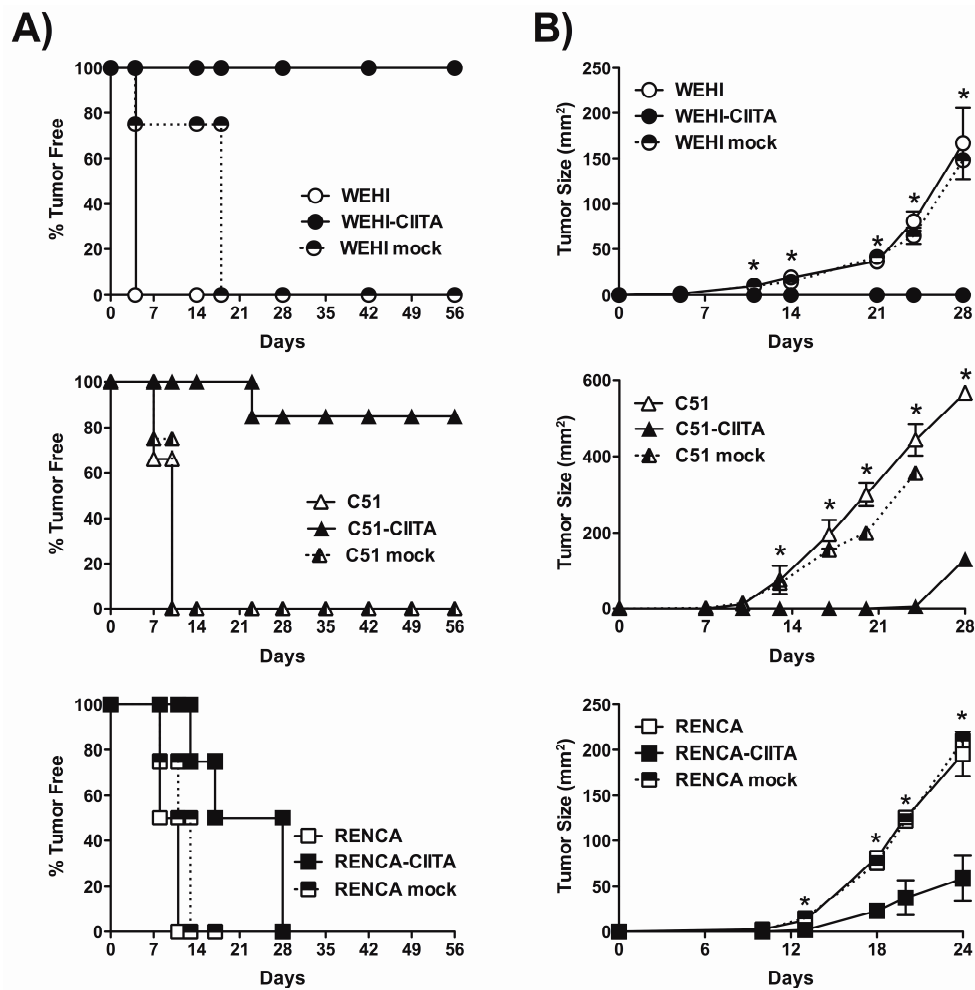 A)
B)
100
80
60
40
20
0
% Tumor Free
WEHI
WEHI-CIITA
WEHI mock
0 7 14 21 28 35 42 49 56
Days
250
200
150
100
50
0
Tumor Size (mm²)
WEHI
WEHI-CIITA
WEHI mock
* * * * *
0 7 14 21 28
Days
100
80
60
40
20
0
% Tumor Free
C51
C51-CIITA
C51 mock
0 7 14 21 28 35 42 49 56
Days
600
400
200
0
Tumor Size (mm²)
C51
C51-CIITA
C51 mock
* * * * *
0 7 14 21 28
Days
100
80
60
40
20
0
% Tumor Free
RENCA
RENCA-CIITA
RENCA mock
0 7 14 21 28 35 42 49 56
Days
250
200
150
100
50
0
Tumor Size (mm²)
RENCA
RENCA-CIITA
RENCA mock
* * * *
0 6 12 18 24
Days